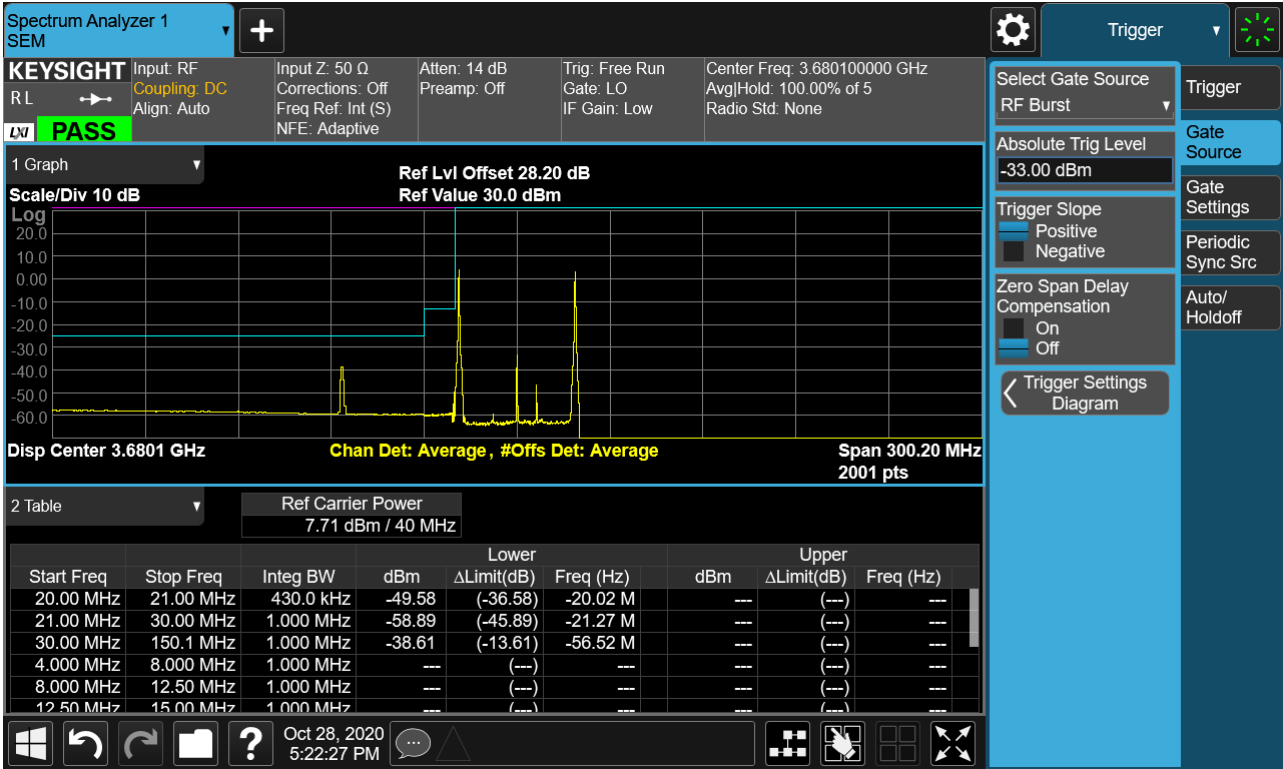 Spectrum Analyzer 1
SEM
Trigger
KEYSIGHT
R L
LXI
PASS
Input: RF
Coupling: DC
Align: Auto
Input Z: 50 Ω
Corrections: Off
Freq Ref: Int (S)
NFE: Adaptive
Atten: 14 dB
Preamp: Off
Trig: Free Run
Gate: LO
IF Gain: Low
Center Freq: 3.680100000 GHz
Avg|Hold: 100.00% of 5
Radio Std: None
1 Graph
Scale/Div 10 dB
Ref Lvl Offset 28.20 dB
Ref Value 30.0 dBm
Log
20.0
10.0
0.00
-10.0
-20.0
-30.0
-40.0
-50.0
-60.0
Disp Center 3.6801 GHz
Chan Det: Average, #Offs Det: Average
Span 300.20 MHz
2001 pts
2 Table
Ref Carrier Power
7.71 dBm / 40 MHz
Lower Upper
Start Freq Stop Freq Integ BW dBm ΔLimit(dB) Freq (Hz) dBm ΔLimit(dB) Freq (Hz)
20.00 MHz 21.00 MHz 430.0 kHz -49.58 (-36.58) -20.02 M --- (---) ---
21.00 MHz 30.00 MHz 1.000 MHz -58.89 (-45.89) -21.27 M --- (---) ---
30.00 MHz 150.1 MHz 1.000 MHz -38.61 (-13.61) -56.52 M --- (---) ---
4.000 MHz 8.000 MHz 1.000 MHz --- (---) --- --- (---) ---
8.000 MHz 12.50 MHz 1.000 MHz --- (---) --- --- (---) ---
12.50 MHz 15.00 MHz 1.000 MHz --- (---) --- --- (---) ---
Oct 28, 2020
5:22:27 PM
Select Gate Source
RF Burst
Absolute Trig Level
-33.00 dBm
Trigger Slope
Positive
Negative
Zero Span Delay
Compensation
On
Off
Trigger Settings
Diagram
Trigger
Gate
Source
Gate
Settings
Periodic
Sync Src
Auto/
Holdoff